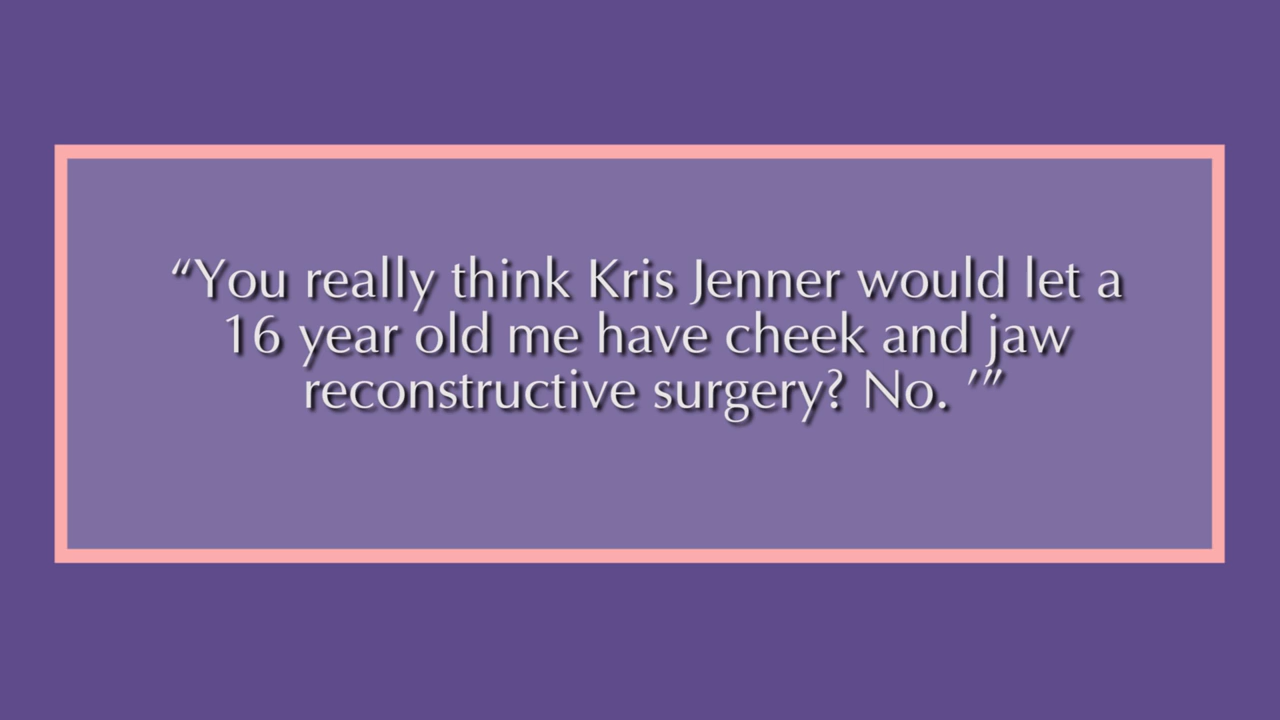 “You really think Kris Jenner would let a
16 year old me have cheek and jaw
reconstructive surgery? No. ’”